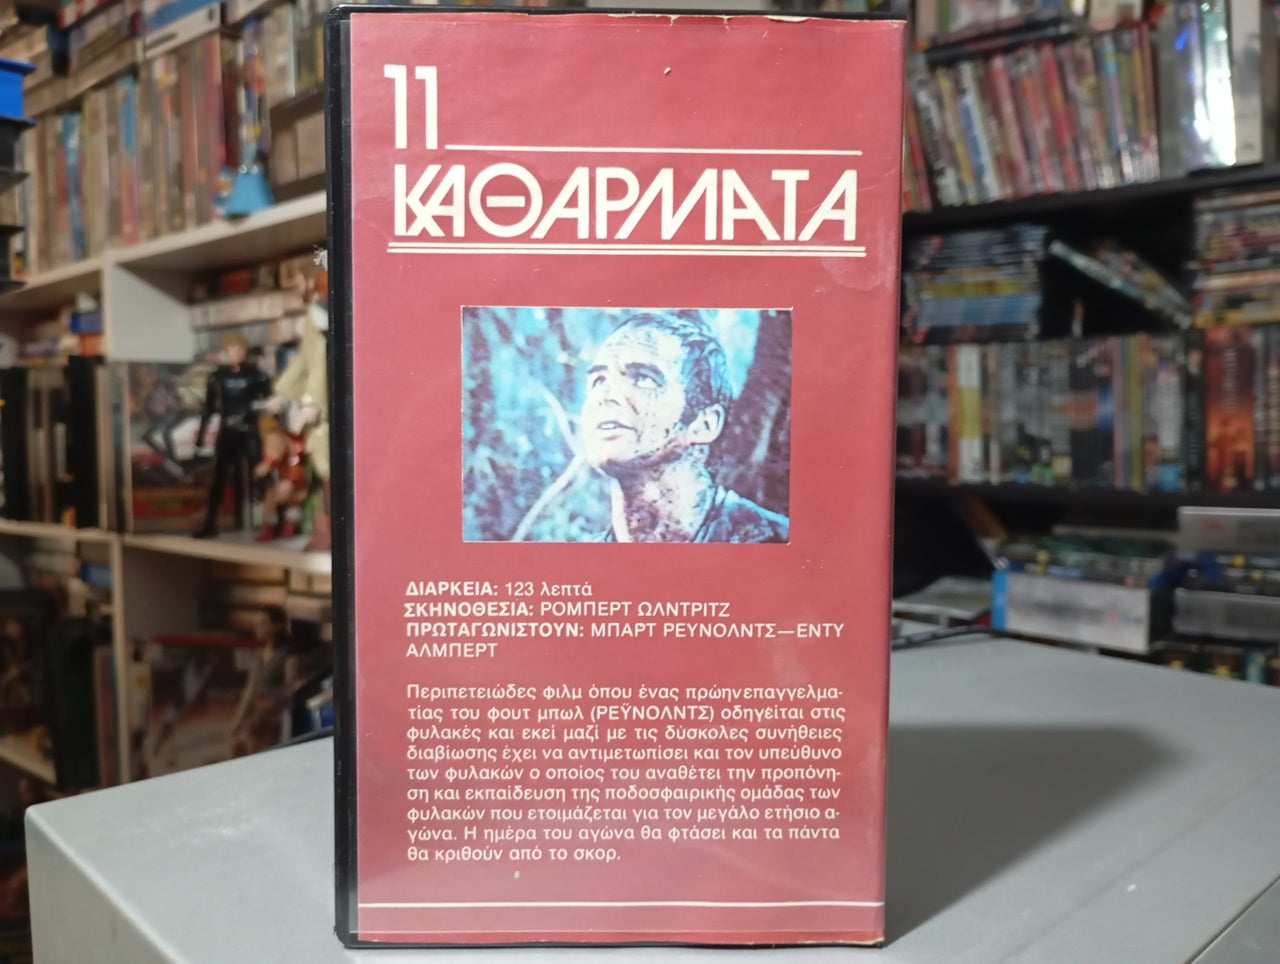 11
ΚΑΘΑΡΜΑΤΑ
ΔΙΑΡΚΕΙΑ: 123 λεπτά
ΣΚΗΝΟΘΕΣΙΑ: ΡΟΜΠΕΡΤ ΩΛΝΤΡΙΤΖ
ΠΡΩΤΑΓΩΝΙΣΤΟΥΝ: ΜΠΑΡΤ ΡΕΥΝΟΛΝΤΣ—ΕΝΤΥ
ΑΛΜΠΕΡΤ
Περιπετειώδες φιλμ όπου ένας πρώην επαγγελμα-
τίας του φουτ μπωλ (ΡΕΫΝΟΛΝΤΣ) οδηγείται στις
φυλακές και εκεί μαζί με τις δύσκολες συνήθειες
διαβίωσης έχει να αντιμετωπίσει και τον υπεύθυνο
των φυλακών ο οποίος του αναθέτει την προπόνη-
ση και εκπαίδευση της ποδοσφαιρικής ομάδας των
φυλακών που ετοιμάζεται για τον μεγάλο ετήσιο α-
γώνα. Η ημέρα του αγώνα θα φτάσει και τα πάντα
θα κριθούν από το σκορ.